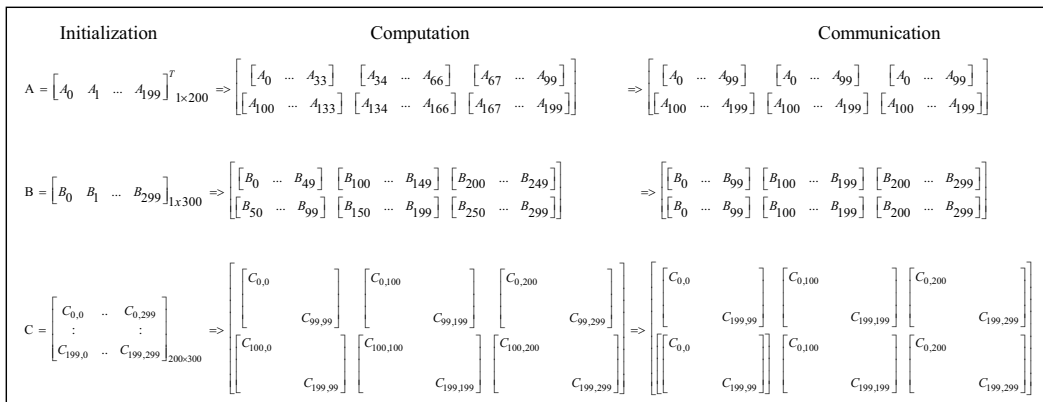 Initialization Computation Communication
A = [A0 A1 ... A199]^T 1×200 => [[A0 ... A33] [A34 ... A66] [A67 ... A99] => [[A0 ... A99] [A0 ... A99] [A0 ... A99]
[A100 ... A133] [A134 ... A166] [A167 ... A199]] [A100 ... A199] [A100 ... A199] [A100 ... A199]]
B = [B0 B1 ... B299]1x300 => [[B0 ... B49] [B100 ... B149] [B200 ... B249] => [[B0 ... B99] [B100 ... B199] [B200 ... B299]
[B50 ... B99] [B150 ... B199] [B250 ... B299]] [B0 ... B99] [B100 ... B199] [B200 ... B299]]
C0,0 C0,100 C0,200 C0,0 C0,100 C0,200
C0,0 .. C0,299
C99,99 C99,199 C99,299 C199,99 C199,199 C199,299
C = : : => =>
C199,0 .. C199,299 200×300 C100,0 C100,100 C100,200 C0,0 C0,100 C0,200
C199,99 C199,199 C199,299 C199,99 C199,199 C199,299